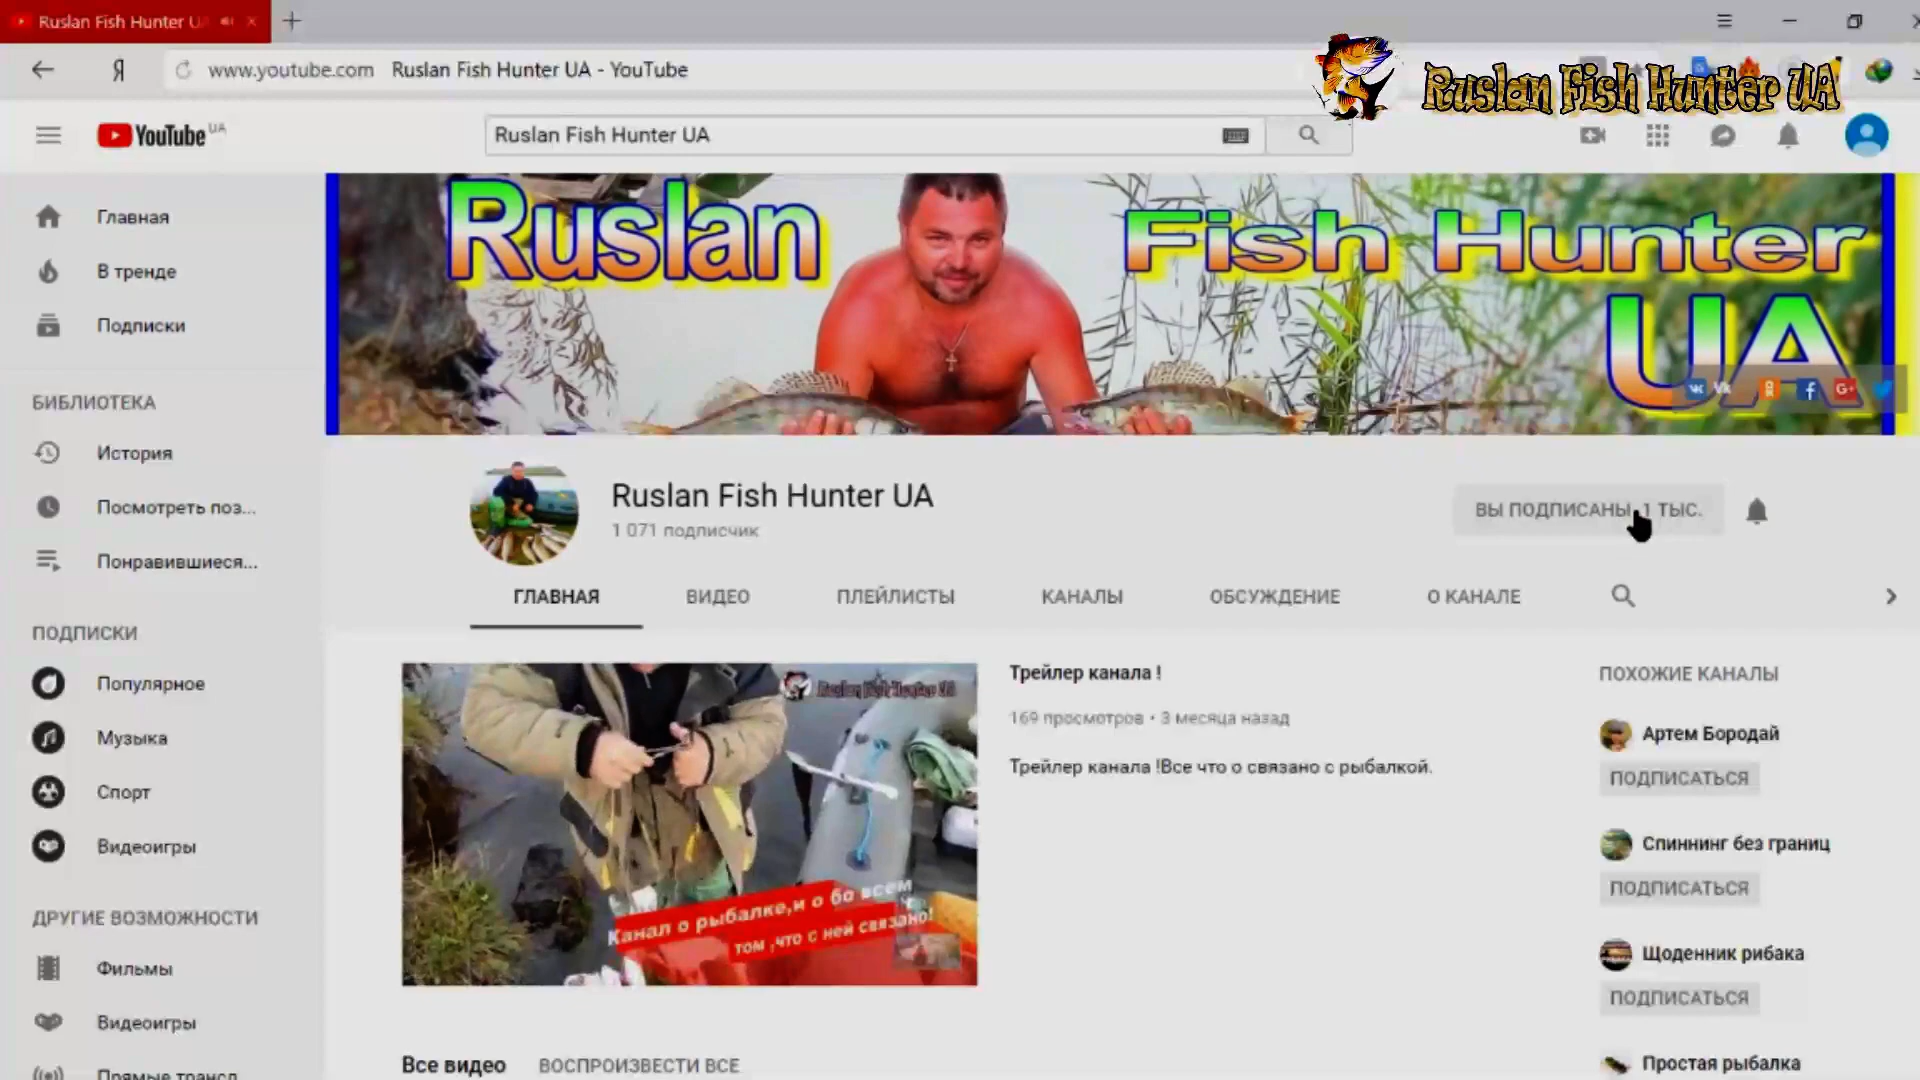 Ruslan Fish Hunter U
www.youtube.com Ruslan Fish Hunter UA - YouTube
Ruslan Fish Hunter UA
YouTube UA
Ruslan Fish Hunter UA
Главная
В тренде
Подписки
БИБЛИОТЕКА
История
Посмотреть поз...
Понравившиеся...
ПОДПИСКИ
Популярное
Музыка
Спорт
Видеоигры
ДРУГИЕ ВОЗМОЖНОСТИ
Фильмы
Видеоигры
Прямые трансл
Ruslan Fish Hunter
UA
Ruslan Fish Hunter UA
1 071 подписчик
ВЫ ПОДПИСАНЫ 1 ТЫС.
ГЛАВНАЯ
ВИДЕО
ПЛЕЙЛИСТЫ
КАНАЛЫ
ОБСУЖДЕНИЕ
О КАНАЛЕ
Ruslan Fish Hunter UA
Канал о рыбалке,и о бо всем
том ,что с ней связано!
Трейлер канала !
169 просмотров • 3 месяца назад
Трейлер канала !Все что о связано с рыбалкой.
ПОХОЖИЕ КАНАЛЫ
Артем Бородай
ПОДПИСАТЬСЯ
Спиннинг без границ
ПОДПИСАТЬСЯ
Щоденник рибака
ПОДПИСАТЬСЯ
Простая рыбалка
Все видео ВОСПРОИЗВЕСТИ ВСЕ